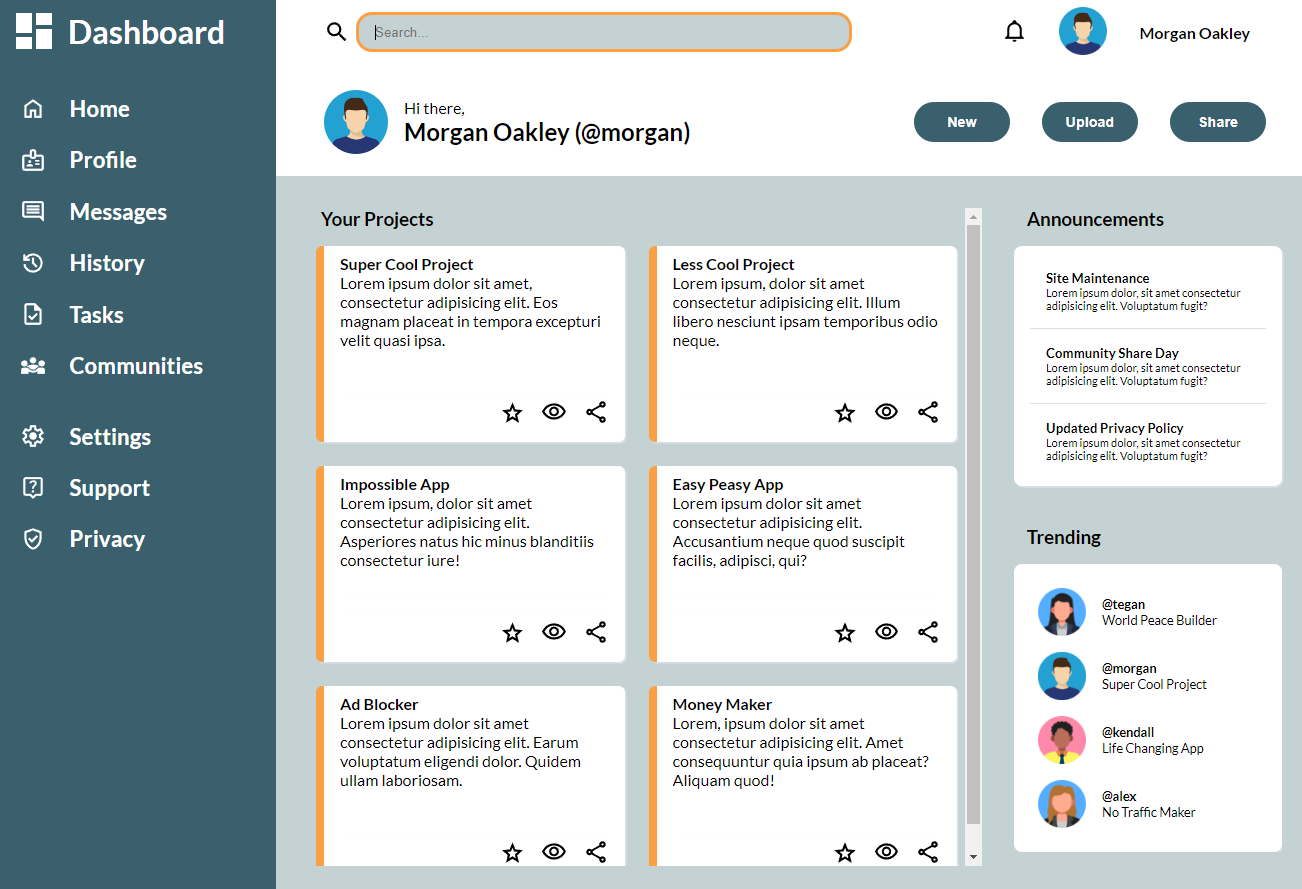 Dashboard
Home
Profile
Messages
History
Tasks
Communities
Settings
Support
Privacy
Search...
Morgan Oakley
Hi there,
Morgan Oakley (@morgan)
New
Upload
Share
Your Projects
Super Cool Project
Lorem ipsum dolor sit amet,
consectetur adipisicing elit. Eos
magnam placeat in tempora excepturi
velit quasi ipsa.
Less Cool Project
Lorem ipsum, dolor sit amet
consectetur adipisicing elit. Illum
libero nesciunt ipsam temporibus odio
neque.
Impossible App
Lorem ipsum, dolor sit amet
consectetur adipisicing elit.
Asperiores natus hic minus blanditiis
consectetur iure!
Easy Peasy App
Lorem ipsum dolor sit amet
consectetur adipisicing elit.
Accusantium neque quod suscipit
facilis, adipisci, qui?
Ad Blocker
Lorem ipsum dolor sit amet
consectetur adipisicing elit. Earum
voluptatum eligendi dolor. Quidem
ullam laboriosam.
Money Maker
Lorem, ipsum dolor sit amet
consectetur adipisicing elit. Amet
consequuntur quia ipsum ab placeat?
Aliquam quod!
Announcements
Site Maintenance
Lorem ipsum dolor, sit amet consectetur
adipisicing elit. Voluptatum fugit?
Community Share Day
Lorem ipsum dolor, sit amet consectetur
adipisicing elit. Voluptatum fugit?
Updated Privacy Policy
Lorem ipsum dolor, sit amet consectetur
adipisicing elit. Voluptatum fugit?
Trending
@tegan
World Peace Builder
@morgan
Super Cool Project
@kendall
Life Changing App
@alex
No Traffic Maker